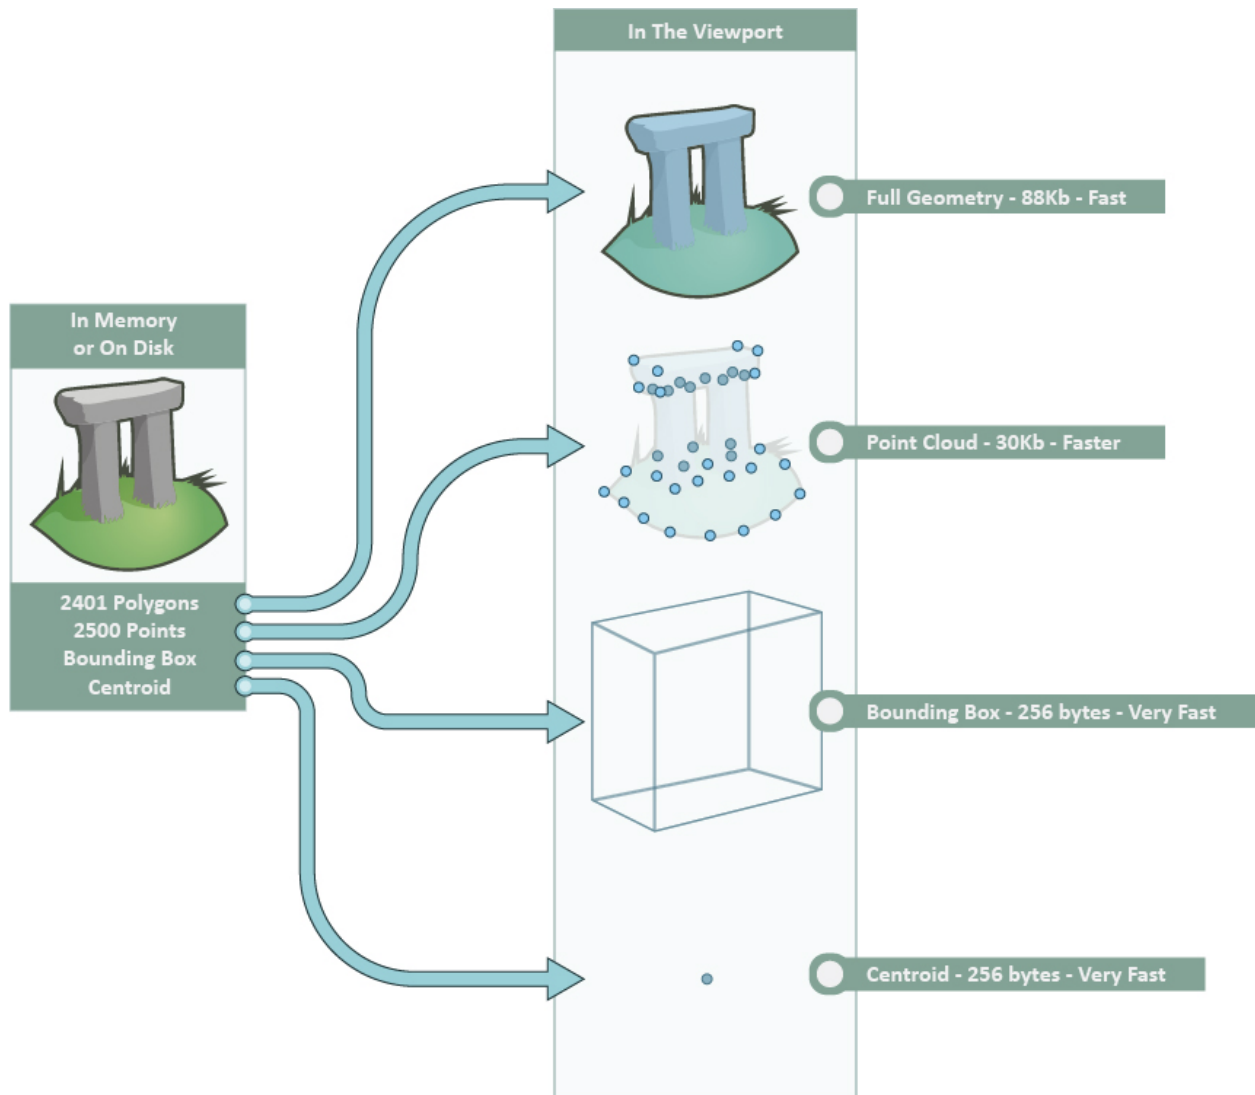 In The Viewport
Full Geometry - 88Kb - Fast
In Memory
or On Disk
Point Cloud - 30Kb - Faster
2401 Polygons
2500 Points
Bounding Box
Centroid
Bounding Box - 256 bytes - Very Fast
Centroid - 256 bytes - Very Fast